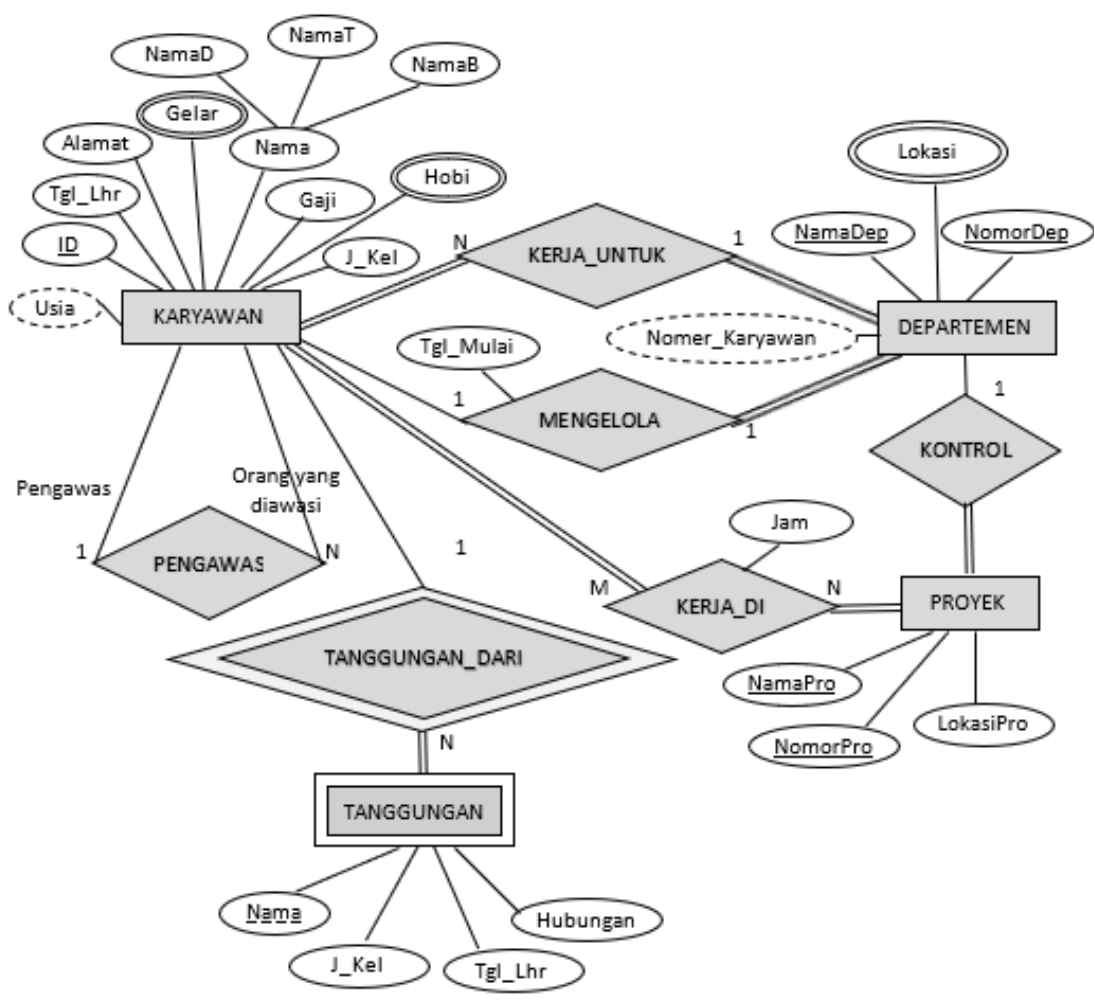 NamaT
NamaD
NamaB
Gelar
Alamat
Nama
Hobi
Lokasi
Tgl_Lhr
Gaji
NamaDep
NomorDep
ID
J_Kel
N
KERJA_UNTUK
1
Usia
KARYAWAN
Nomer_Karyawan
DEPARTEMEN
Tgl_Mulai
1
MENGELOLA
1
1
KONTROL
Pengawas
Orang yang
diawasi
Jam
1
PENGAWAS
N
1
M
KERJA_DI
N
PROYEK
TANGGUNGAN_DARI
NamaPro
LokasiPro
NomorPro
N
TANGGUNGAN
Nama
Hubungan
J_Kel
Tgl_Lhr